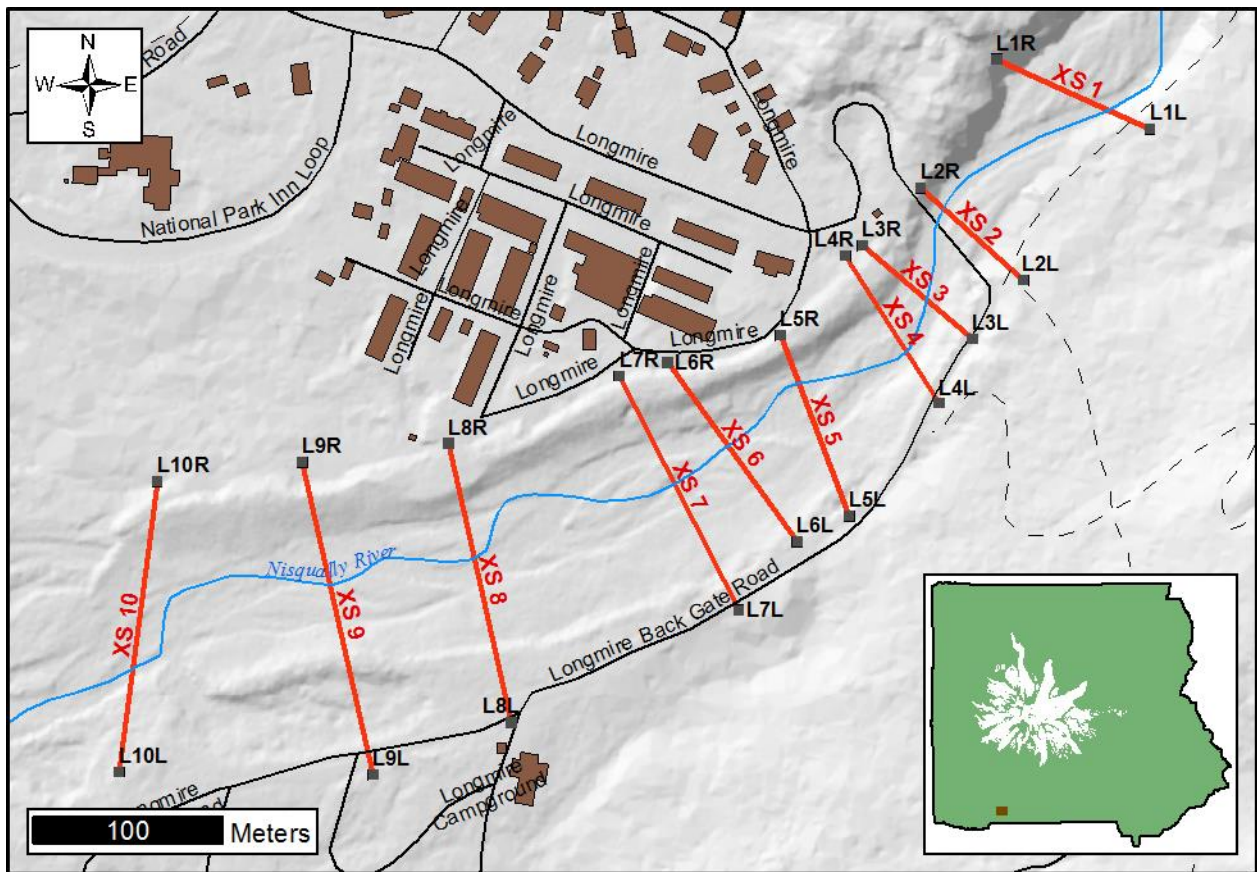 N
W E
S
Road
National Park Inn Loop
Longmire
Longmire
Longmire
Longmire
Longmire
Longmire
Longmire
Longmire
Longmire
Longmire
Longmire
Longmire
L1R
XS 1
L1L
L2R
XS 2
L2L
L3R
XS 3
L3L
L4R
XS 4
L4L
L5R
XS 5
L5L
L6R
XS 6
L6L
L7R
XS 7
L7L
L8R
XS 8
L8L
L9R
XS 9
L9L
L10R
XS 10
L10L
Nisqually River
Longmire Back Gate Road
Longmire
Campground
100 Meters